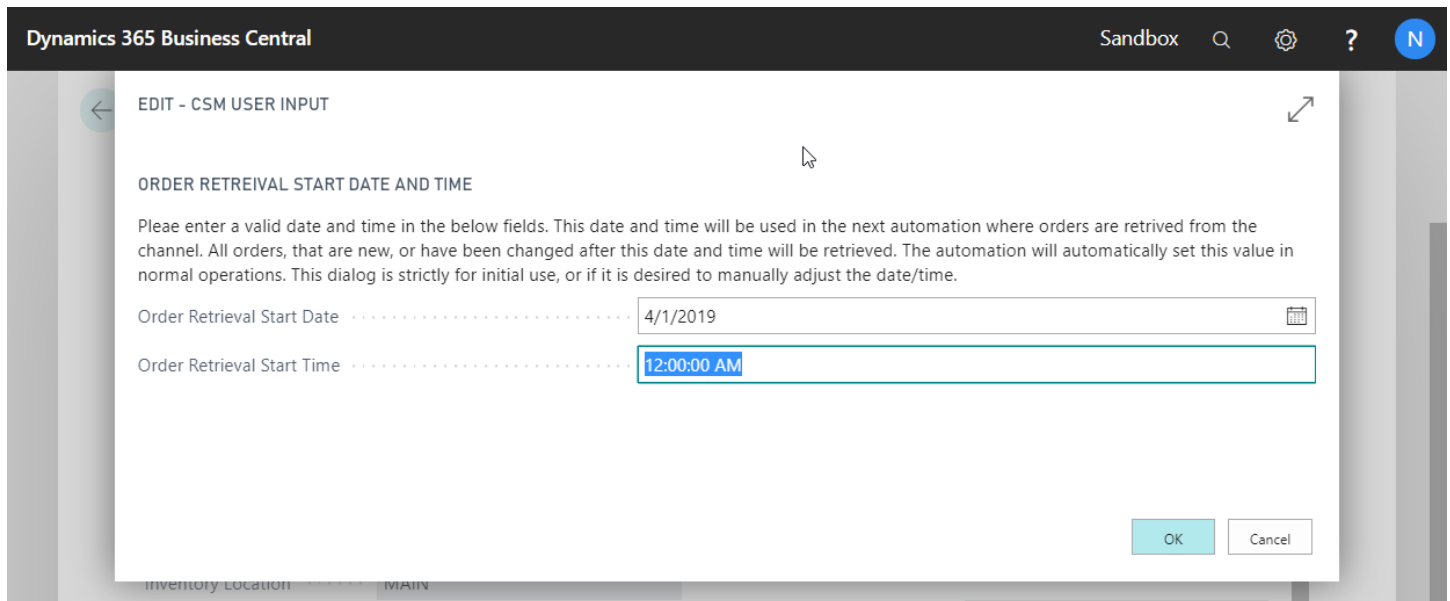 Dynamics 365 Business Central
Sandbox
?
N
EDIT - CSM USER INPUT
ORDER RETREIVAL START DATE AND TIME
Pleae enter a valid date and time in the below fields. This date and time will be used in the next automation where orders are retrived from the
channel. All orders, that are new, or have been changed after this date and time will be retrieved. The automation will automatically set this value in
normal operations. This dialog is strictly for initial use, or if it is desired to manually adjust the date/time.
Order Retrieval Start Date
4/1/2019
Order Retrieval Start Time
12:00:00 AM
OK
Cancel
Inventory Location
MAIN